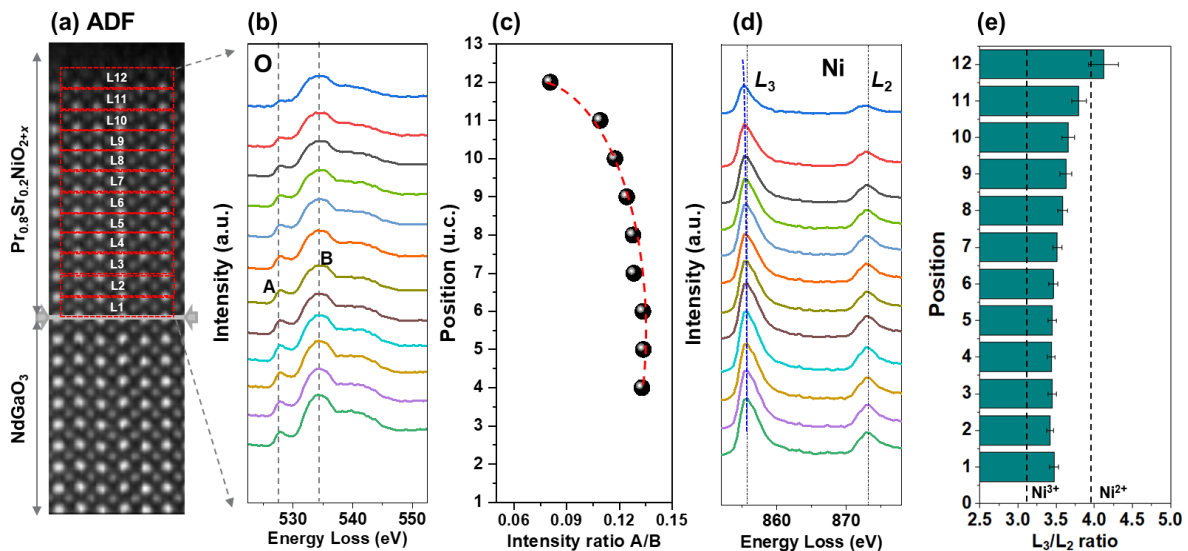 (a) ADF
Pr0.8Sr0.2NiO2+x
NdGaO3
L12
L11
L10
L9
L8
L7
L6
L5
L4
L3
L2
L1
(b)
O
A
B
Intensity (a.u.)
530 540 550
Energy Loss (eV)
(c)
Position (u.c.)
13
12
11
10
9
8
7
6
5
4
3
2
1
0.06 0.09 0.12 0.15
Intensity ratio A/B
(d)
Ni
L3
L2
Intensity (a.u.)
860 870
Energy Loss (eV)
(e)
Position
12
11
10
9
8
7
6
5
4
3
2
1
0
Ni3+
Ni2+
2.5 3.0 3.5 4.0 4.5 5.0
L3/L2 ratio